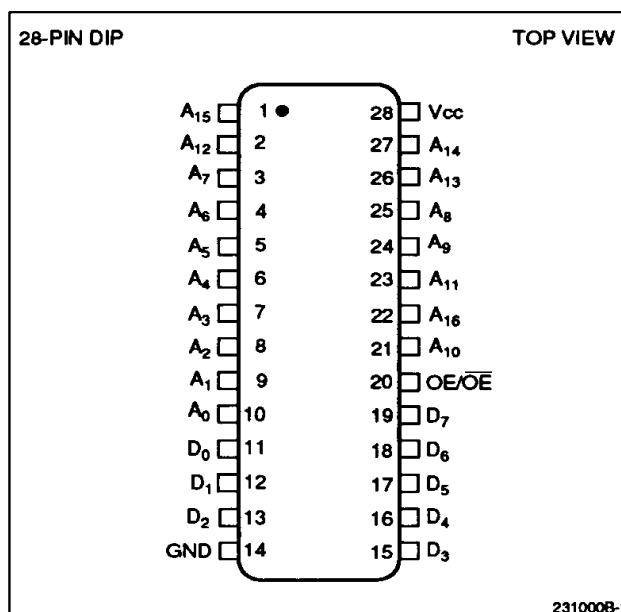 28-PIN DIP TOP VIEW
A15 1 28 Vcc
A12 2 27 A14
A7 3 26 A13
A6 4 25 A8
A5 5 24 A9
A4 6 23 A11
A3 7 22 A16
A2 8 21 A10
A1 9 20 OE/O̅E̅
A0 10 19 D7
D0 11 18 D6
D1 12 17 D5
D2 13 16 D4
GND 14 15 D3
231000B-